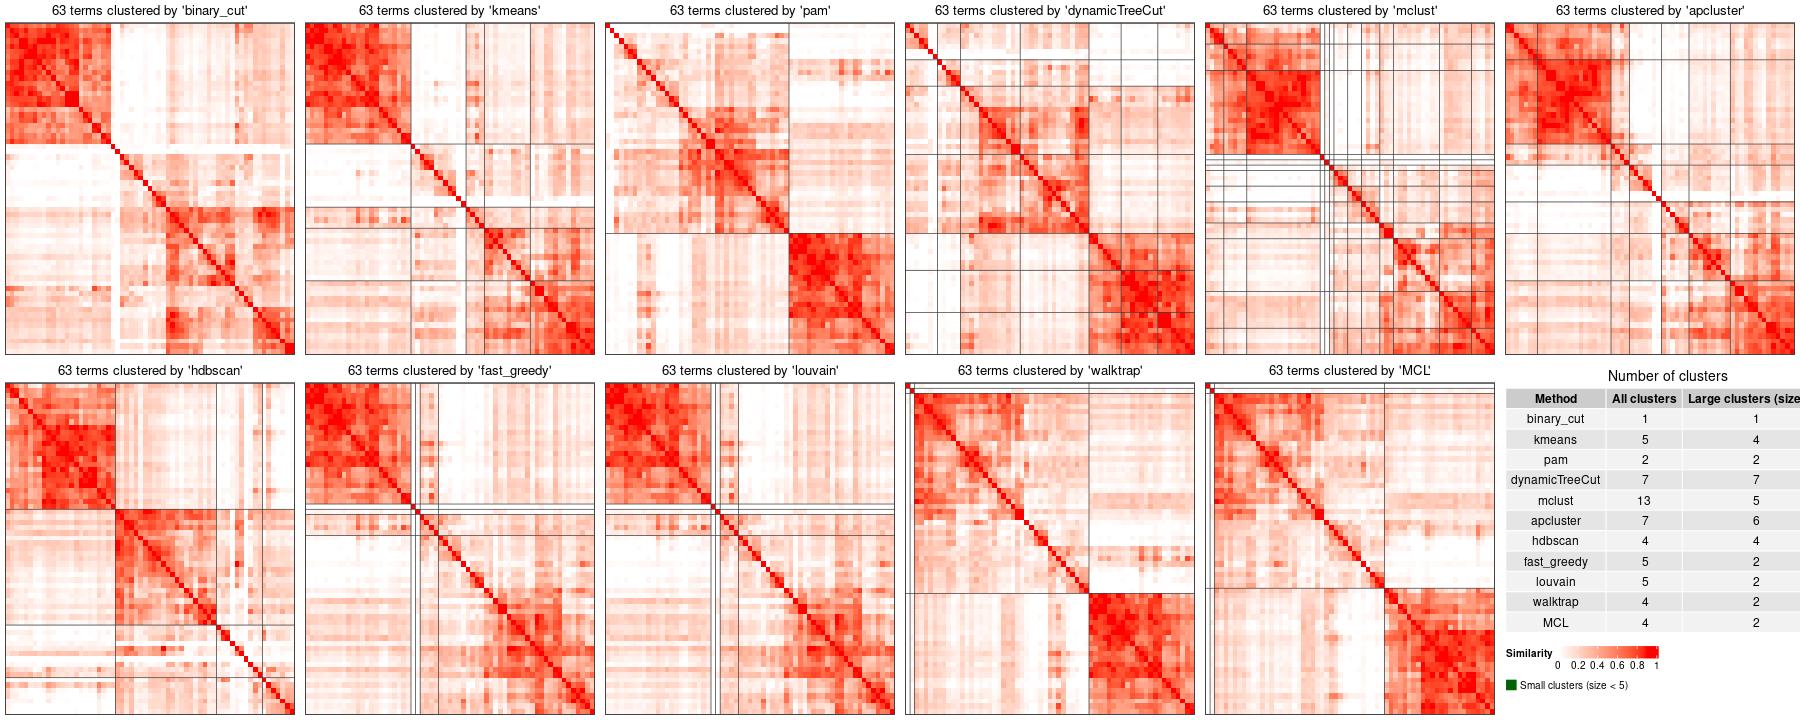 63 terms clustered by 'binary_cut'
63 terms clustered by 'kmeans'
63 terms clustered by 'pam'
63 terms clustered by 'dynamicTreeCut'
63 terms clustered by 'mclust'
63 terms clustered by 'apcluster'
63 terms clustered by 'hdbscan'
63 terms clustered by 'fast_greedy'
63 terms clustered by 'louvain'
63 terms clustered by 'walktrap'
63 terms clustered by 'MCL'
Number of clusters
Method All clusters Large clusters (size
binary_cut 1 1
kmeans 5 4
pam 2 2
dynamicTreeCut 7 7
mclust 13 5
apcluster 7 6
hdbscan 4 4
fast_greedy 5 2
louvain 5 2
walktrap 4 2
MCL 4 2
Similarity
0 0.2 0.4 0.6 0.8 1
Small clusters (size < 5)